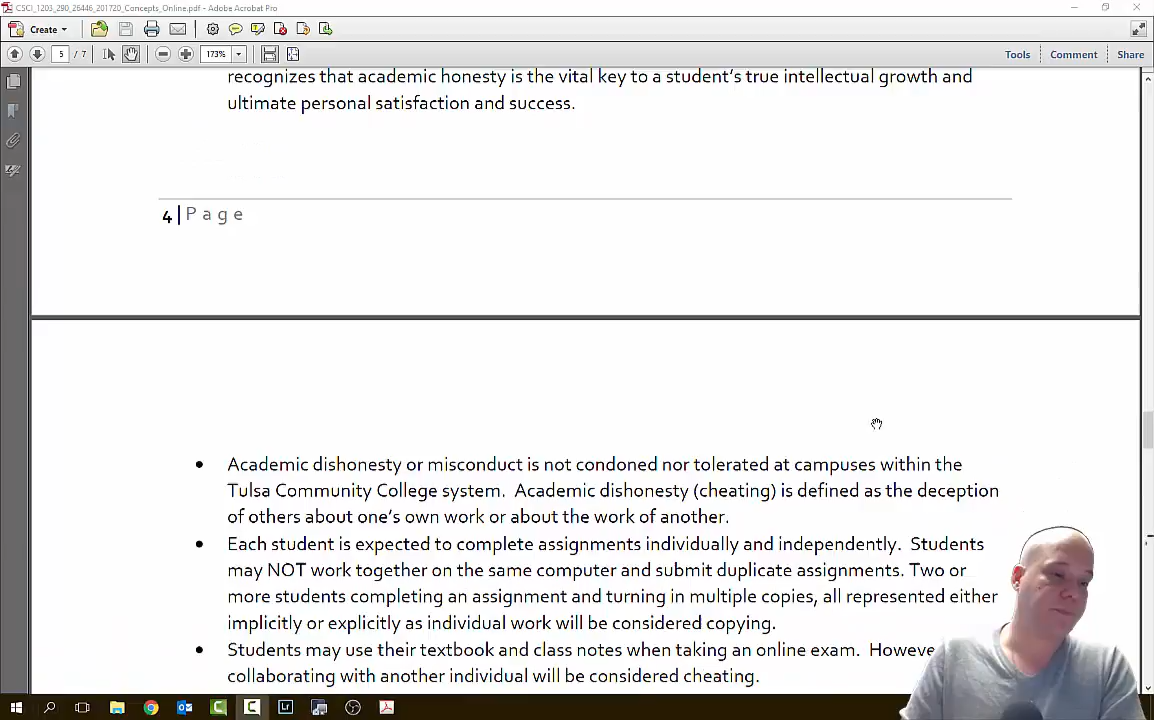 CSCI_1203_290_26446_201720_Concepts_Online.pdf - Adobe Acrobat Pro
Create
5 / 7 173% Tools Comment Share
recognizes that academic honesty is the vital key to a student’s true intellectual growth and
ultimate personal satisfaction and success.
4 | P a g e
• Academic dishonesty or misconduct is not condoned nor tolerated at campuses within the
Tulsa Community College system. Academic dishonesty (cheating) is defined as the deception
of others about one’s own work or about the work of another.
• Each student is expected to complete assignments individually and independently. Students
may NOT work together on the same computer and submit duplicate assignments. Two or
more students completing an assignment and turning in multiple copies, all represented either
implicitly or explicitly as individual work will be considered copying.
• Students may use their textbook and class notes when taking an online exam. Howeve
collaborating with another individual will be considered cheating.